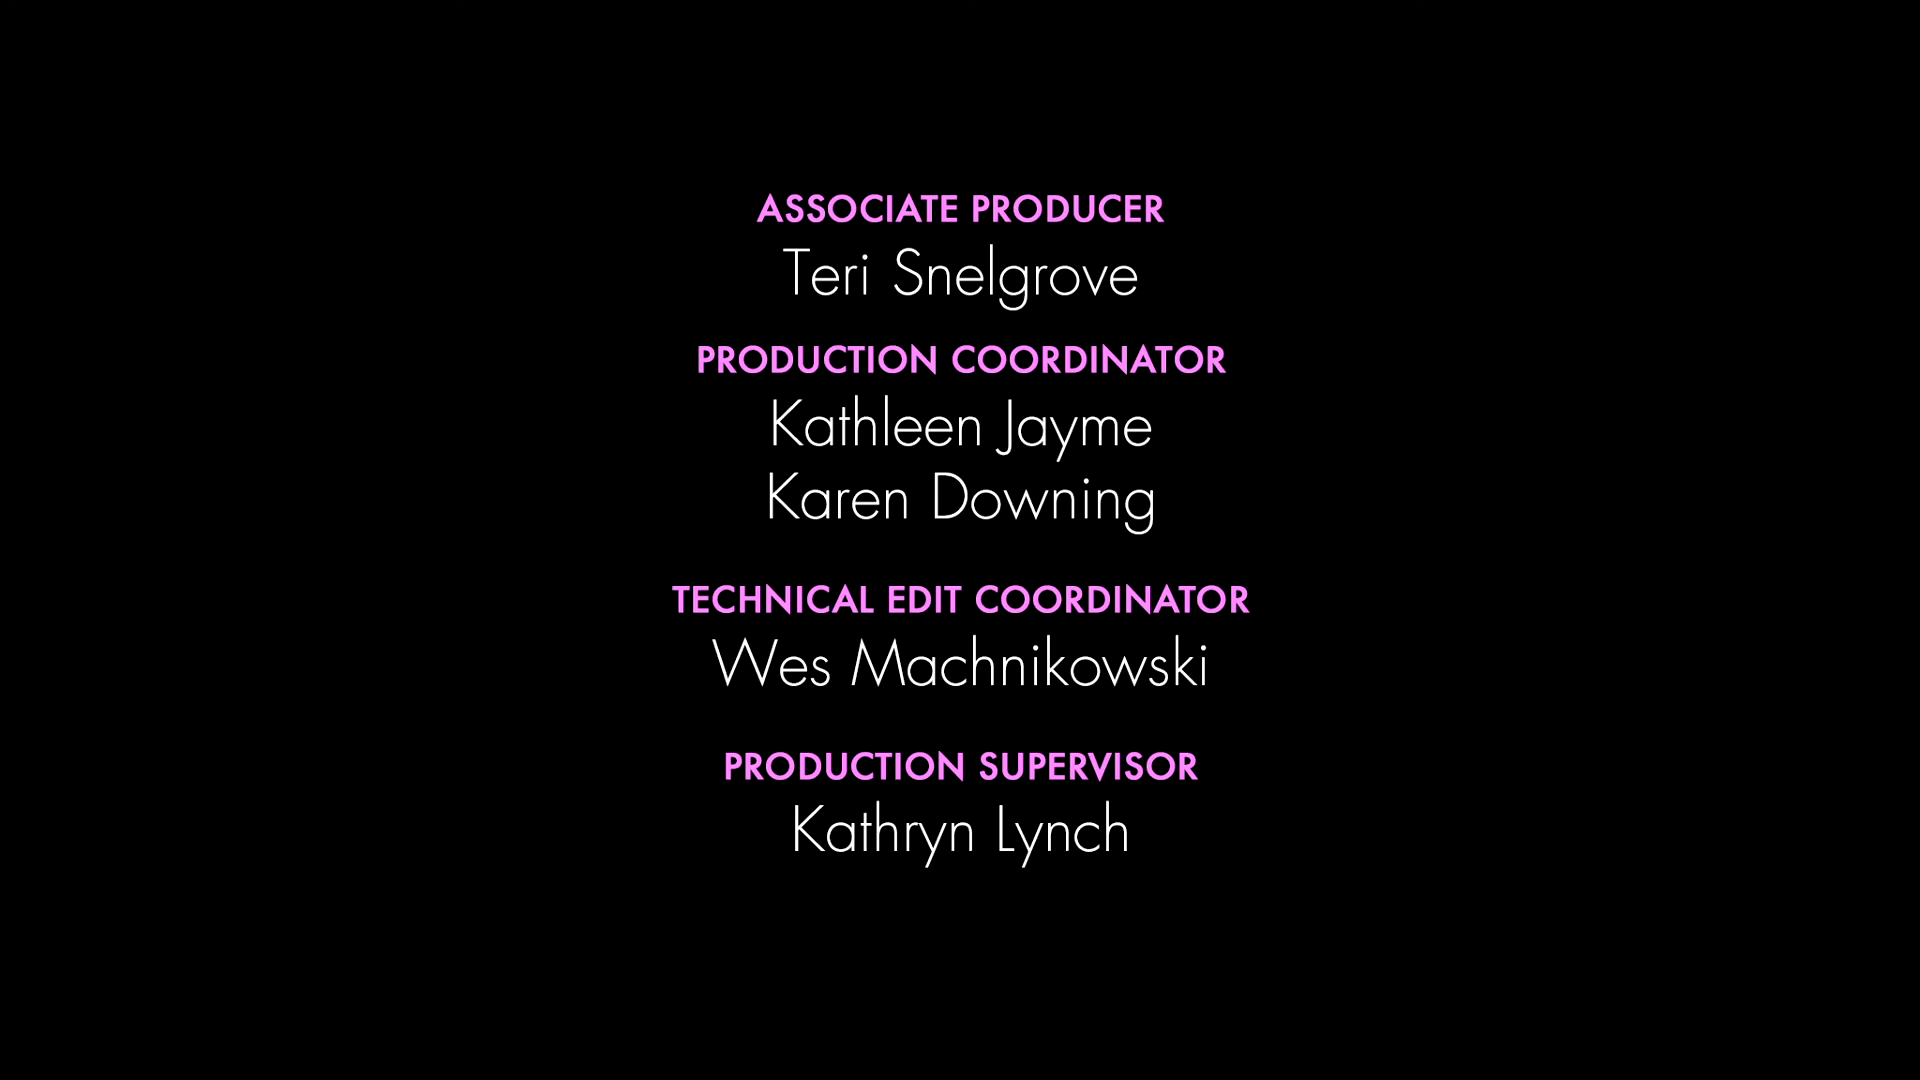 ASSOCIATE PRODUCER
Teri Snelgrove
PRODUCTION COORDINATOR
Kathleen Jayme
Karen Downing
TECHNICAL EDIT COORDINATOR
Wes Machnikowski
PRODUCTION SUPERVISOR
Kathryn Lynch